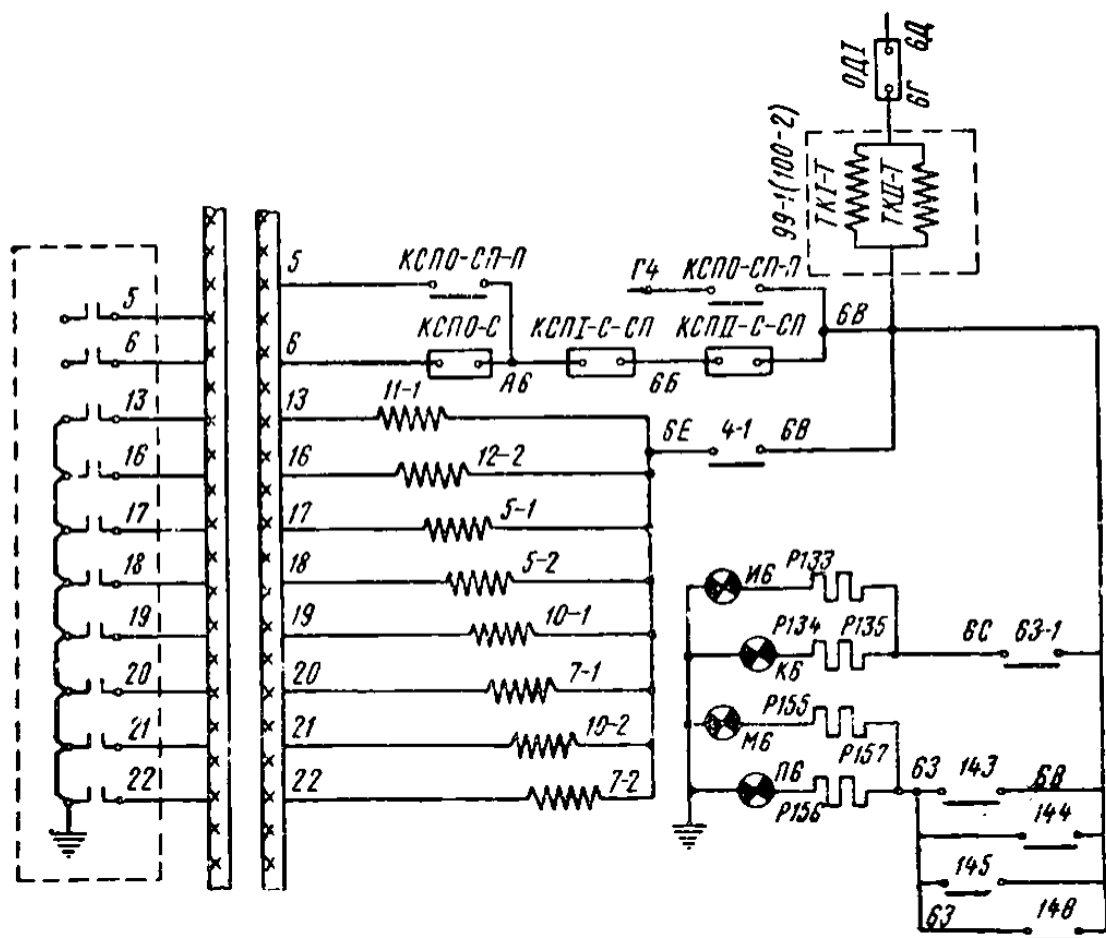 ОДI
6Д
6Г
99-1(100-2)
ТКI-Т
ТКII-Т
5
КСПО-СП-П
Г4
КСПО-СП-П
5
6
6
КСПО-С
А6
КСПI-С-СП
6Б
КСПII-С-СП
6В
13
13
11-1
6Е
4-1
6В
16
16
12-2
17
17
5-1
18
18
5-2
19
19
10-1
20
20
7-1
21
21
10-2
22
22
7-2
И6
Р133
К6
Р134
Р135
6С
63-1
М6
Р155
Р157
П6
Р156
63
143
6В
144
145
63
148